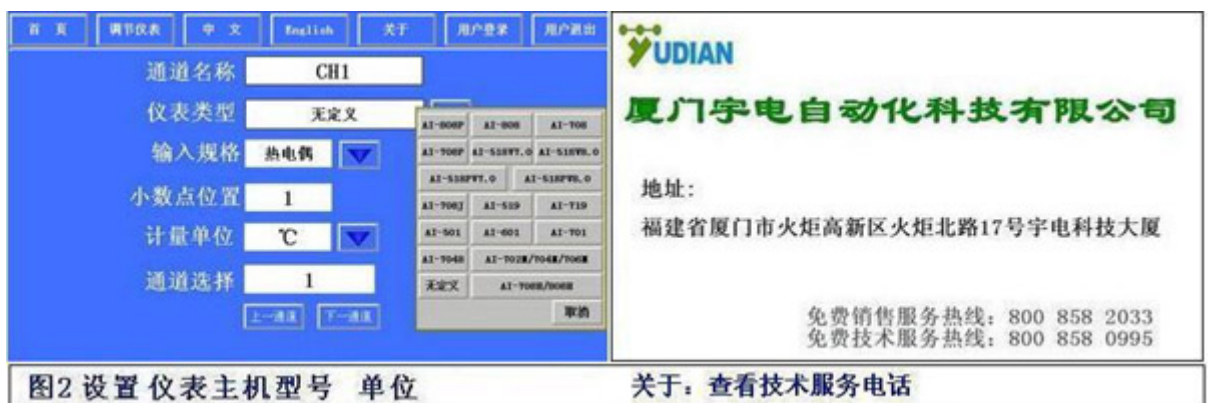 首 页 调节仪表 中 文 English 关于 用户登录 用户退出
通道名称 CH1
仪表类型 无定义
输入规格 热电偶
小数点位置 1
计量单位 ℃
通道选择 1
上一通道 下一通道
AI-808P AI-808 AI-708
AI-708P AI-518V7.0 AI-518V8.0
AI-518PV7.0 AI-518PV8.0
AI-708J AI-519 AI-719
AI-501 AI-601 AI-701
AI-704M AI-702M/704M/706M
无定义
取消
YUDIAN
厦门宇电自动化科技有限公司
地址:
福建省厦门市火炬高新区火炬北路17号宇电科技大厦
免费销售服务热线: 800 858 2033
免费技术服务热线: 800 858 0995
图2 设置 仪表主机型号 单位
关于: 查看技术服务电话